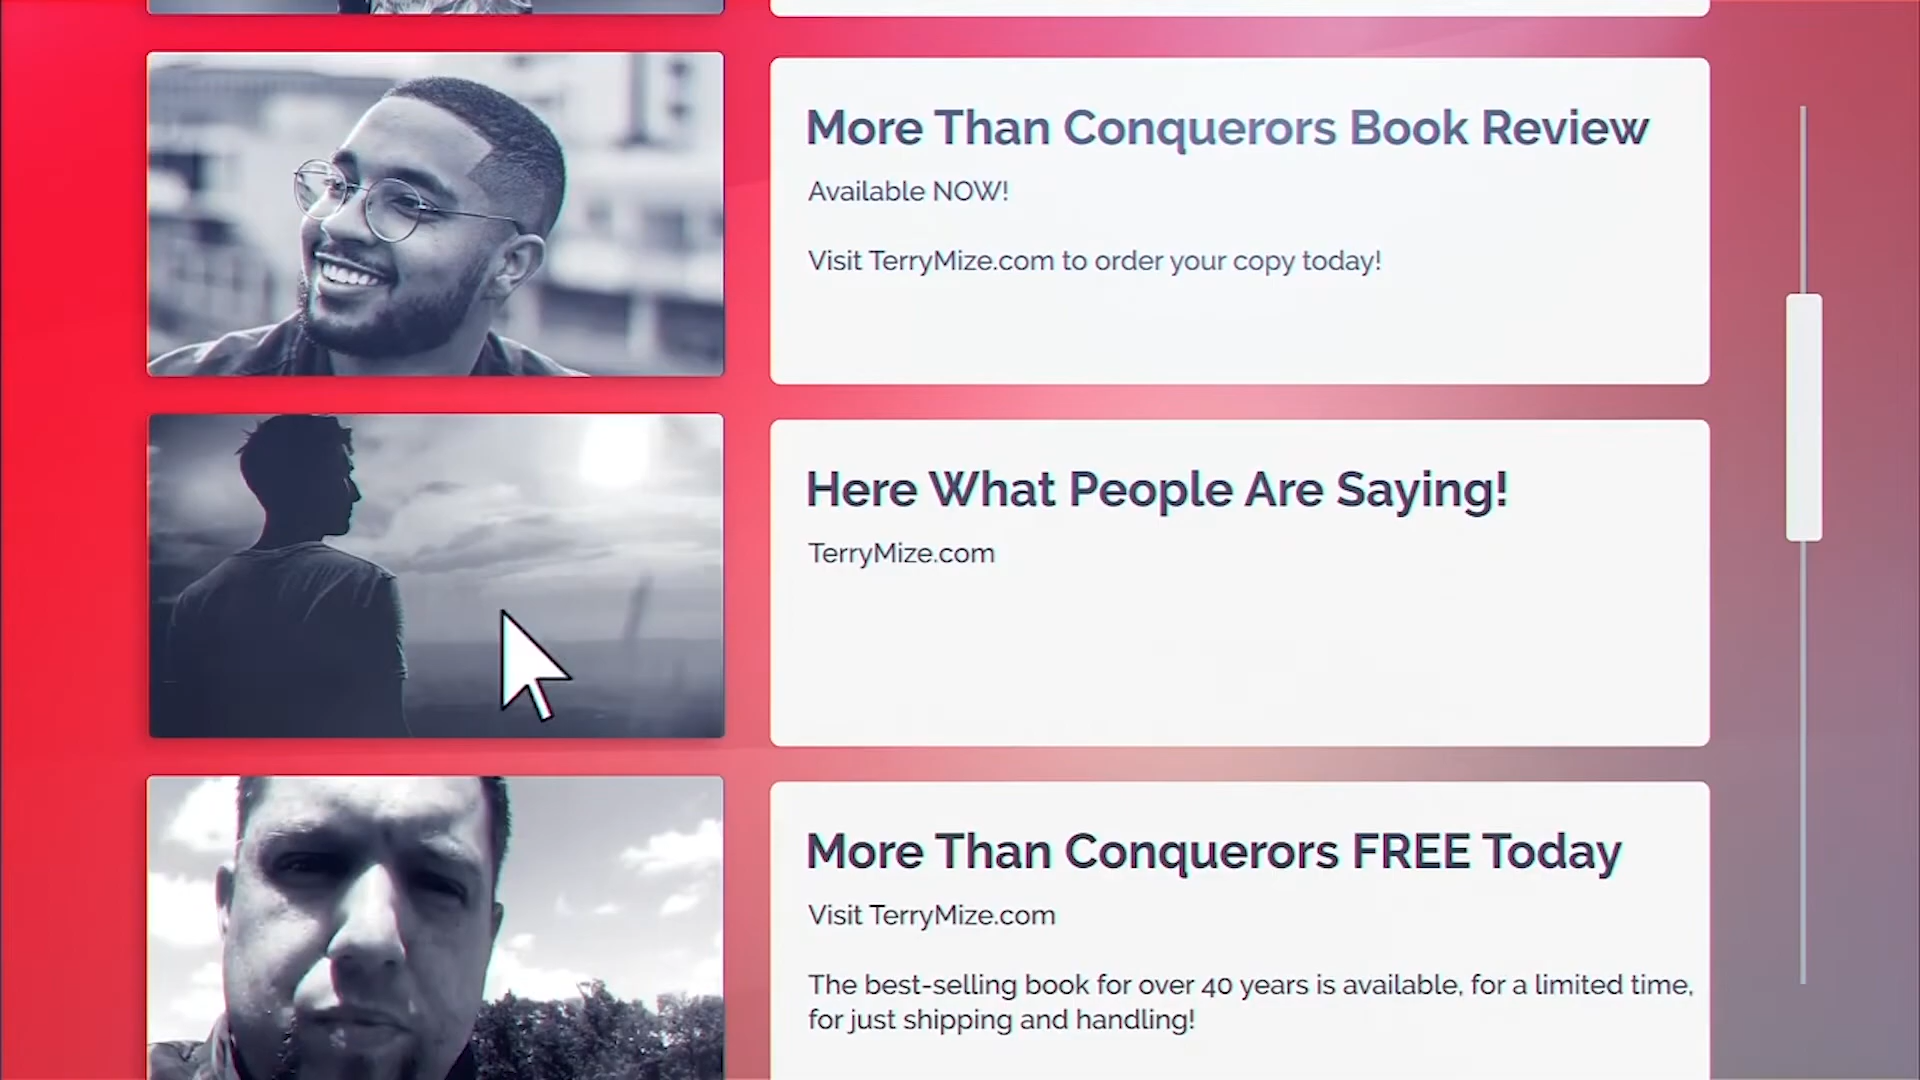 More Than Conquerors Book Review
Available NOW!
Visit TerryMize.com to order your copy today!
Here What People Are Saying!
TerryMize.com
More Than Conquerors FREE Today
Visit TerryMize.com
The best-selling book for over 40 years is available, for a limited time,
for just shipping and handling!